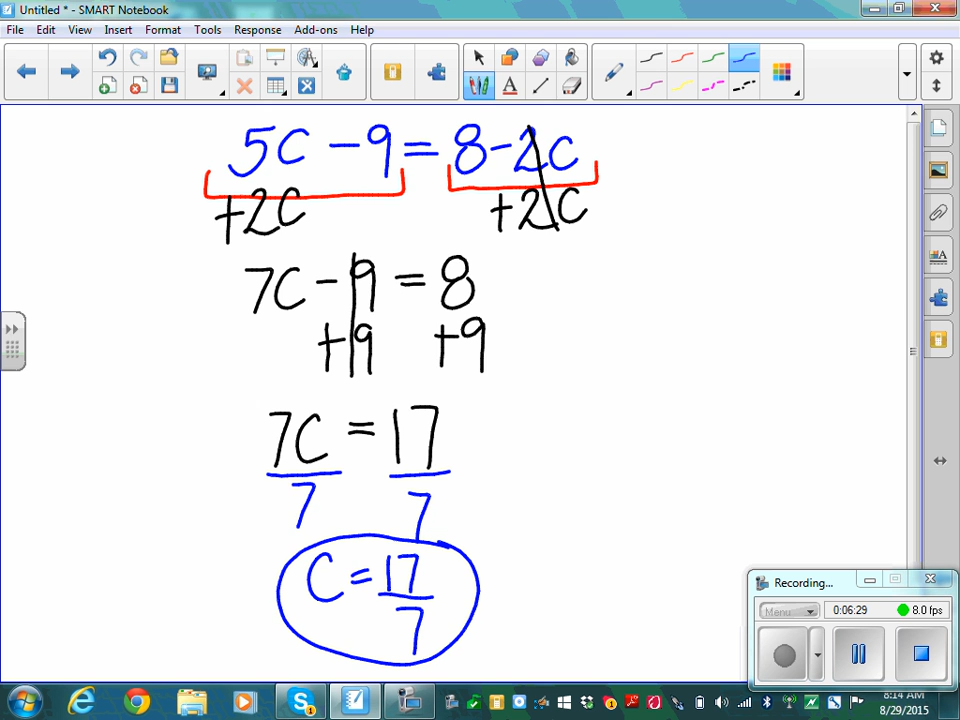 Untitled * - SMART Notebook
File Edit View Insert Format Tools Response Add-ons Help
5C - 9 = 8 - 2C
+2C +2C
7C - 9 = 8
+9 +9
7C = 17
7 7
C = 17
7
Recording...
Menu 0:06:29 8.0 fps
8:14 AM
8/29/2015